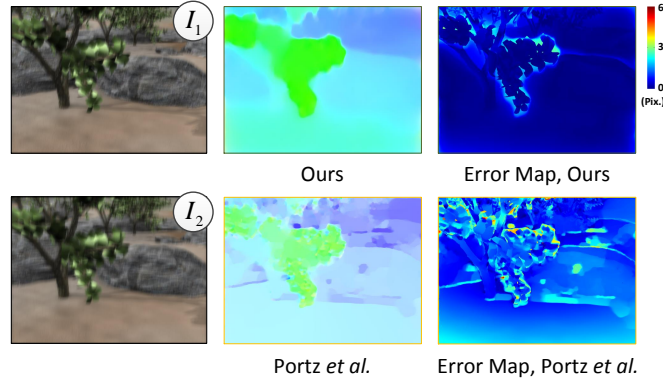 I1
6
3
0
(Pix.)
Ours
Error Map, Ours
I2
Portz et al.
Error Map, Portz et al.